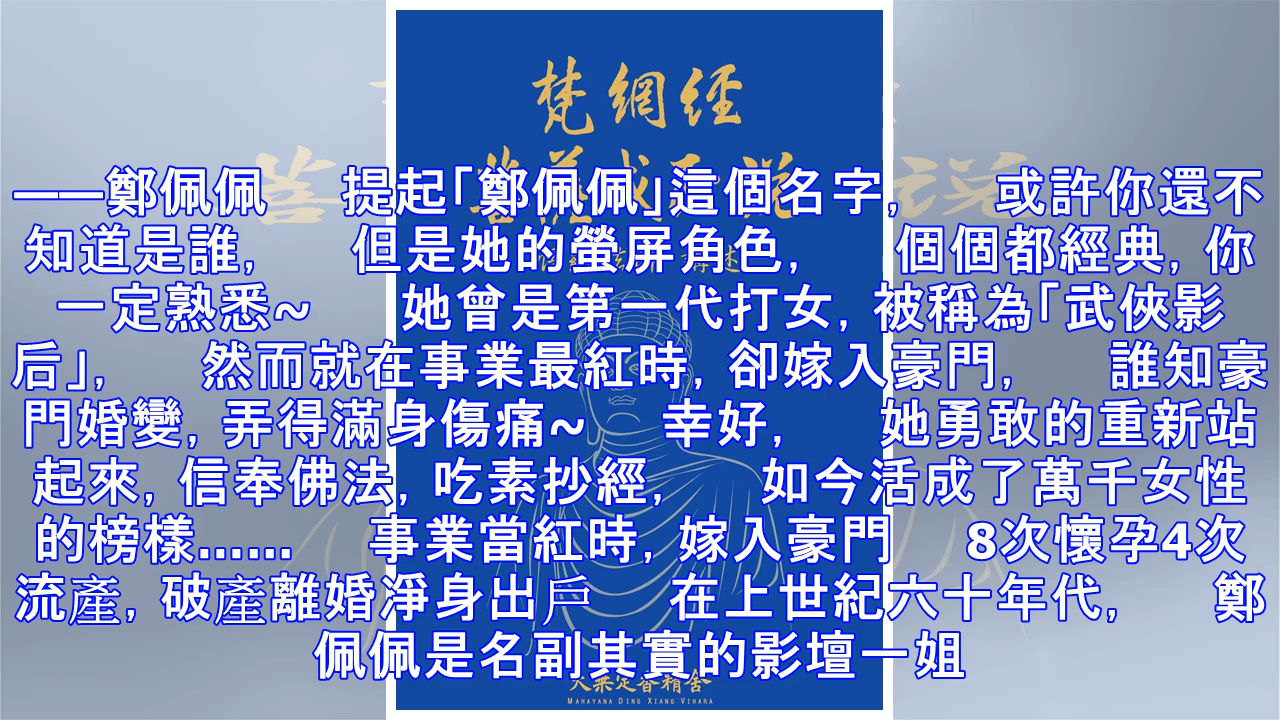 梵網經
——鄭佩佩 提起「鄭佩佩」這個名字, 或許你還不
知道是誰, 但是她的螢屏角色, 個個都經典, 你
一定熟悉~ 她曾是第一代打女, 被稱為「武俠影
后」, 然而就在事業最紅時, 卻嫁入豪門, 誰知豪
門婚變, 弄得滿身傷痛~ 幸好, 她勇敢的重新站
起來, 信奉佛法, 吃素抄經, 如今活成了萬千女性
的榜樣...... 事業當紅時, 嫁入豪門 8次懷孕4次
流產, 破產離婚淨身出戶 在上世紀六十年代, 鄭
佩佩是名副其實的影壇一姐
大乘定香精舍
MAHAYANA DING XIANG VIHARA